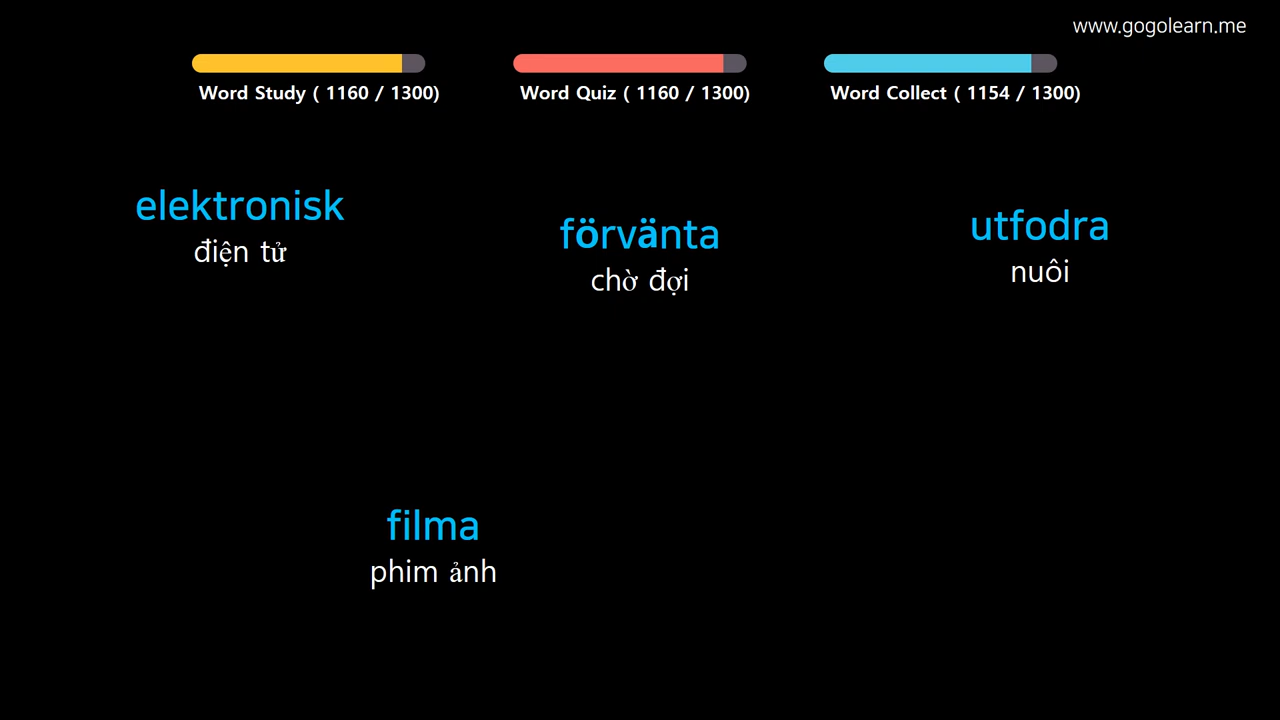 www.gogolearn.me
Word Study ( 1160 / 1300)
Word Quiz ( 1160 / 1300)
Word Collect ( 1154 / 1300)
elektronisk
điện tử
förvänta
chờ đợi
utfodra
nuôi
filma
phim ảnh